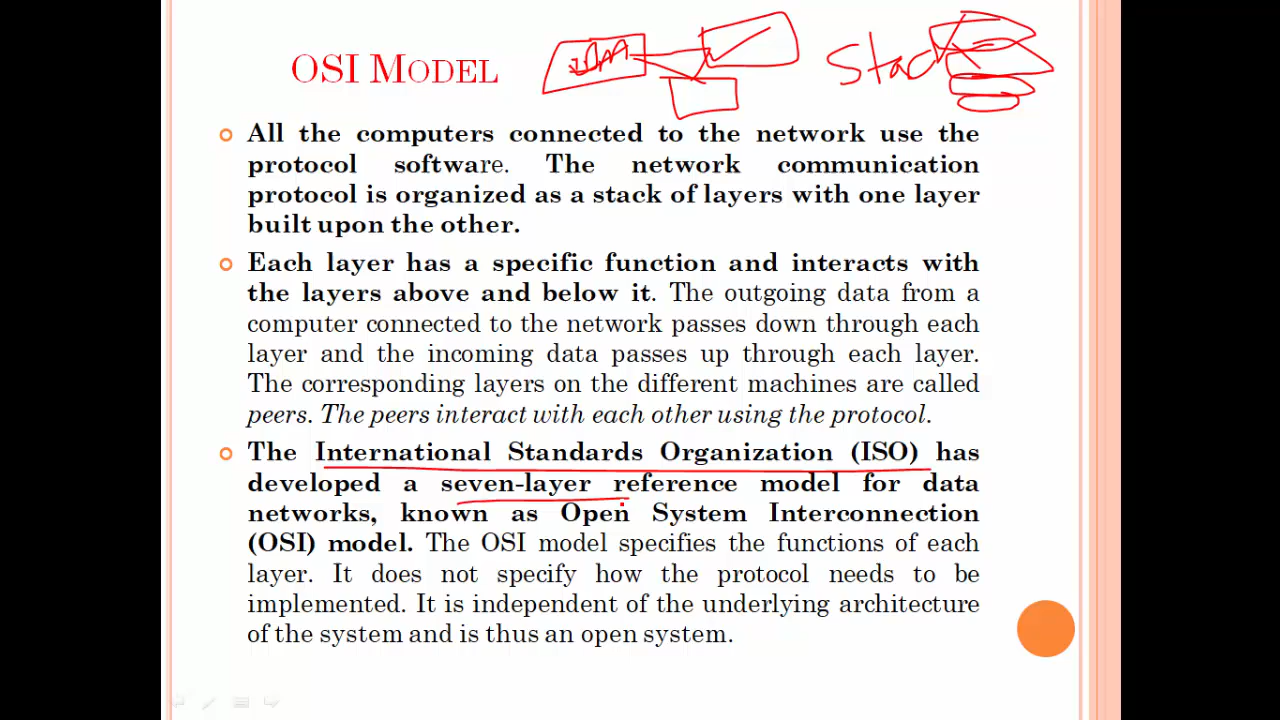 OSI MODEL
Stack
All the computers connected to the network use the
protocol software. The network communication
protocol is organized as a stack of layers with one layer
built upon the other.
Each layer has a specific function and interacts with
the layers above and below it. The outgoing data from a
computer connected to the network passes down through each
layer and the incoming data passes up through each layer.
The corresponding layers on the different machines are called
peers. The peers interact with each other using the protocol.
The International Standards Organization (ISO) has
developed a seven-layer reference model for data
networks, known as Open System Interconnection
(OSI) model. The OSI model specifies the functions of each
layer. It does not specify how the protocol needs to be
implemented. It is independent of the underlying architecture
of the system and is thus an open system.